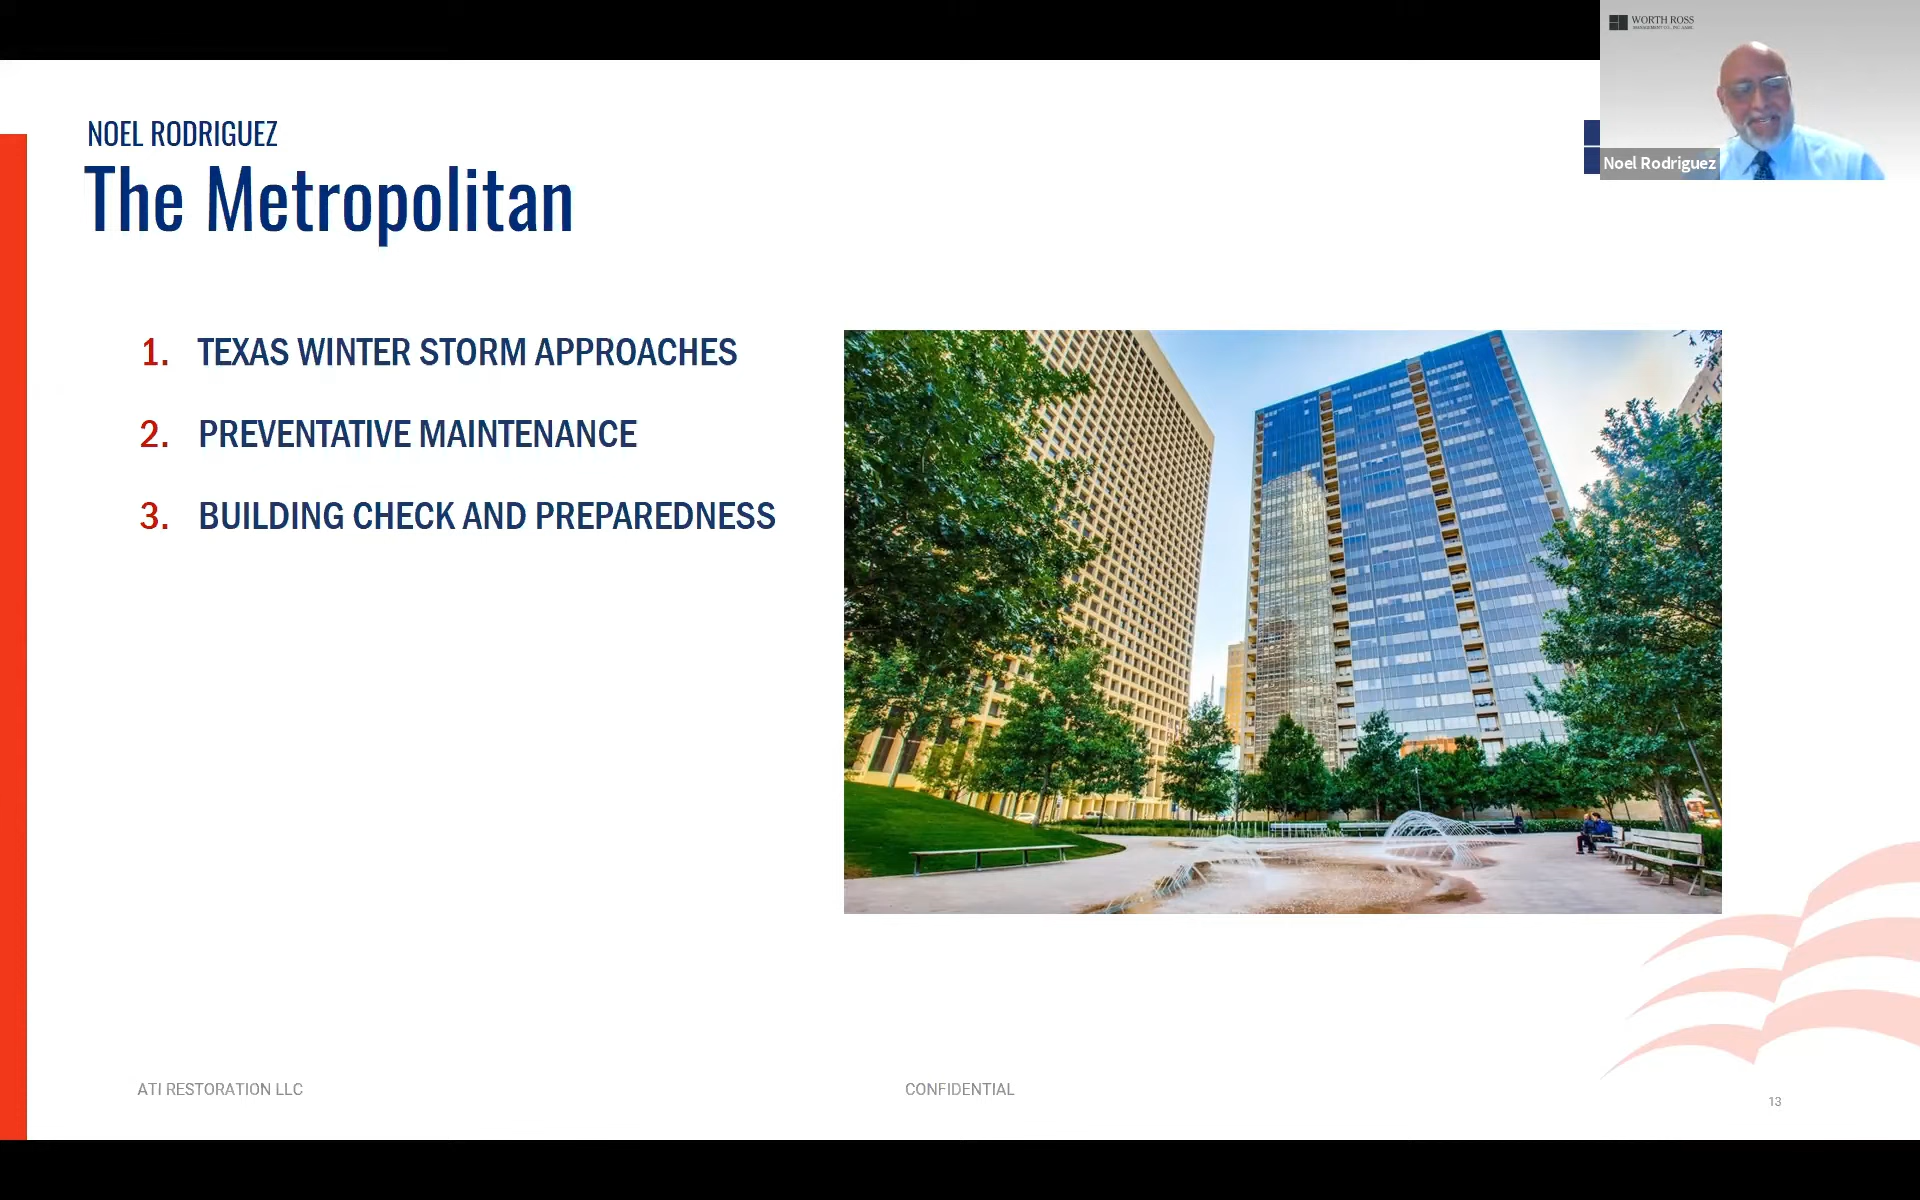 WORTH ROSS
Noel Rodriguez
NOEL RODRIGUEZ
The Metropolitan
1. TEXAS WINTER STORM APPROACHES
2. PREVENTATIVE MAINTENANCE
3. BUILDING CHECK AND PREPAREDNESS
ATI RESTORATION LLC
CONFIDENTIAL
13